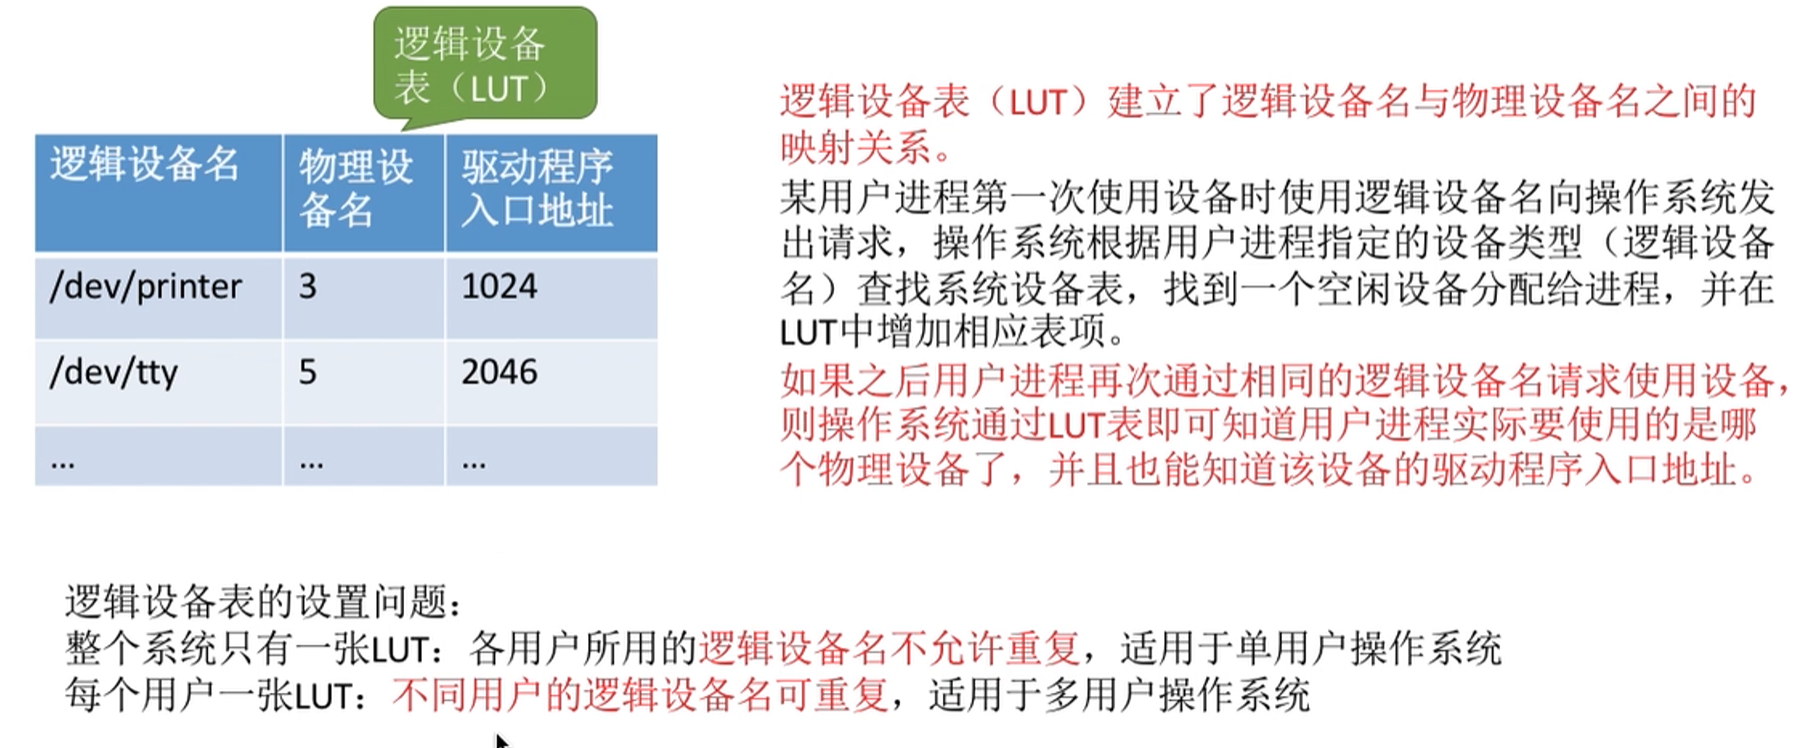 逻辑设备
表（LUT）
逻辑设备名
物理设
备名
驱动程序
入口地址
/dev/printer
3
1024
/dev/tty
5
2046
...
...
...
逻辑设备表（LUT）建立了逻辑设备名与物理设备名之间的
映射关系。
某用户进程第一次使用设备时使用逻辑设备名向操作系统发
出请求，操作系统根据用户进程指定的设备类型（逻辑设备
名）查找系统设备表，找到一个空闲设备分配给进程，并在
LUT中增加相应表项。
如果之后用户进程再次通过相同的逻辑设备名请求使用设备，
则操作系统通过LUT表即可知道用户进程实际要使用的是哪
个物理设备了，并且也能知道该设备的驱动程序入口地址。
逻辑设备表的设置问题：
整个系统只有一张LUT：各用户所用的逻辑设备名不允许重复，适用于单用户操作系统
每个用户一张LUT：不同用户的逻辑设备名可重复，适用于多用户操作系统